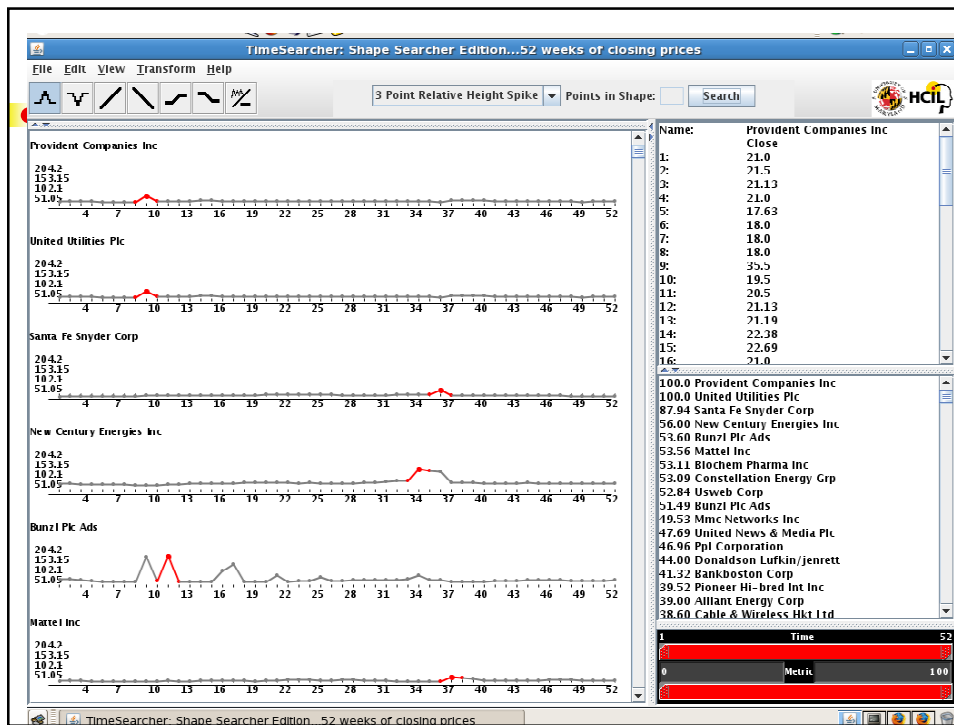 TimeSearcher: Shape Searcher Edition...52 weeks of closing prices
File Edit View Transform Help
3 Point Relative Height Spike Points in Shape: Search
HCIL
Provident Companies Inc
204.2
153.15
102.1
51.05
4 7 10 13 16 19 22 25 28 31 34 37 40 43 46 49 52
United Utilities Plc
204.2
153.15
102.1
51.05
4 7 10 13 16 19 22 25 28 31 34 37 40 43 46 49 52
Santa Fe Snyder Corp
204.2
153.15
102.1
51.05
4 7 10 13 16 19 22 25 28 31 34 37 40 43 46 49 52
New Century Energies Inc
204.2
153.15
102.1
51.05
4 7 10 13 16 19 22 25 28 31 34 37 40 43 46 49 52
Bunzl Plc Ads
204.2
153.15
102.1
51.05
4 7 10 13 16 19 22 25 28 31 34 37 40 43 46 49 52
Mattel Inc
204.2
153.15
102.1
51.05
4 7 10 13 16 19 22 25 28 31 34 37 40 43 46 49 52
Name: Provident Companies Inc
Close
1: 21.0
2: 21.5
3: 21.13
4: 21.0
5: 17.63
6: 18.0
7: 18.0
8: 18.0
9: 35.5
10: 19.5
11: 20.5
12: 21.13
13: 21.19
14: 22.38
15: 22.69
16: 21.0
100.0 Provident Companies Inc
100.0 United Utilities Plc
87.94 Santa Fe Snyder Corp
56.00 New Century Energies Inc
53.60 Bunzl Plc Ads
53.56 Mattel Inc
53.11 Biochem Pharma Inc
53.09 Constellation Energy Grp
52.84 Usweb Corp
51.49 Bunzl Plc Ads
49.53 Mmc Networks Inc
47.69 United News & Media Plc
46.96 Ppl Corporation
44.00 Donaldson Lufkin/jenrett
41.32 Bankboston Corp
39.52 Pioneer Hi-bred Int Inc
39.00 Alliant Energy Corp
38.60 Cable & Wireless Hkt Ltd
1 Time 52
0 Metric 100
TimeSearcher: Shape Searcher Edition...52 weeks of closing prices